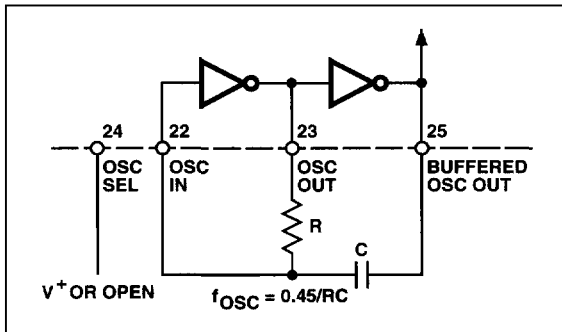 24
OSC
SEL
22
OSC
IN
23
OSC
OUT
25
BUFFERED
OSC OUT
R
C
V+ OR OPEN
fOSC = 0.45/RC